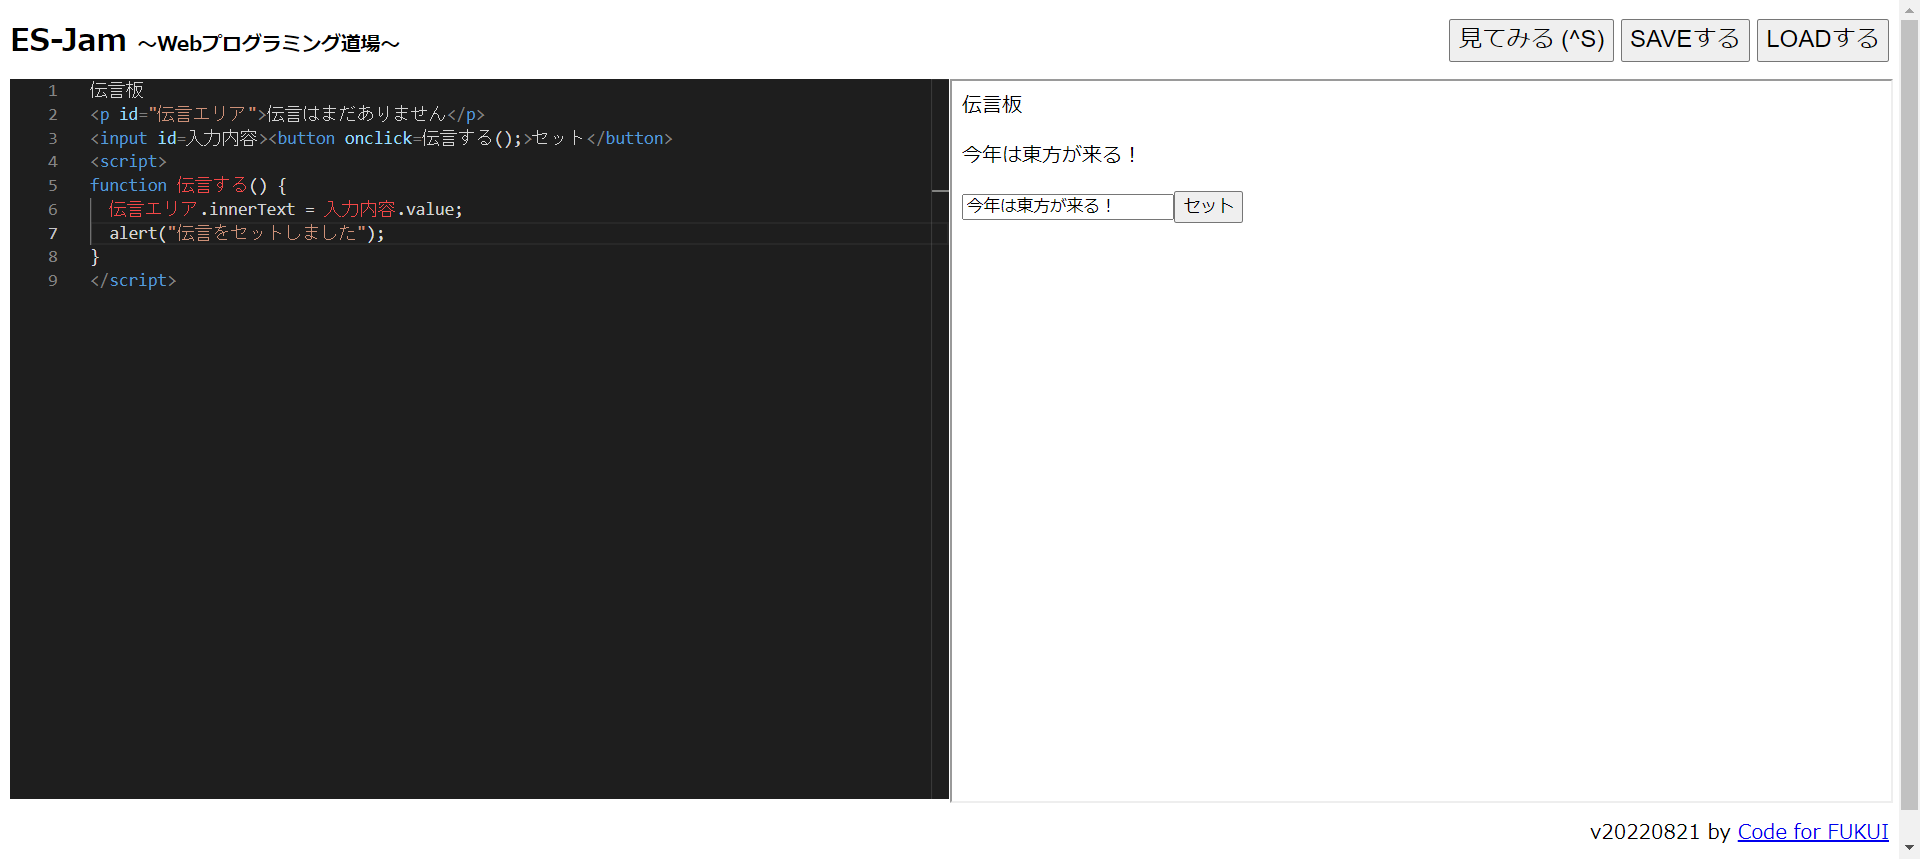 ES-Jam ～Webプログラミング道場～
見てみる (^S) SAVEする LOADする
1 伝言板
2 <p id="伝言エリア">伝言はまだありません</p>
3 <input id=入力内容><button onclick=伝言する();>セット</button>
4 <script>
5 function 伝言する() {
6 伝言エリア.innerText = 入力内容.value;
7 alert("伝言をセットしました");
8 }
9 </script>
伝言板
今年は東方が来る！
今年は東方が来る！ セット
v20220821 by Code for FUKUI